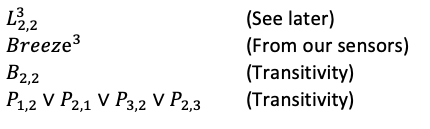 L³₂,₂ (See later)
Breeze³ (From our sensors)
B₂,₂ (Transitivity)
P₁,₂ ∨ P₂,₁ ∨ P₃,₂ ∨ P₂,₃ (Transitivity)